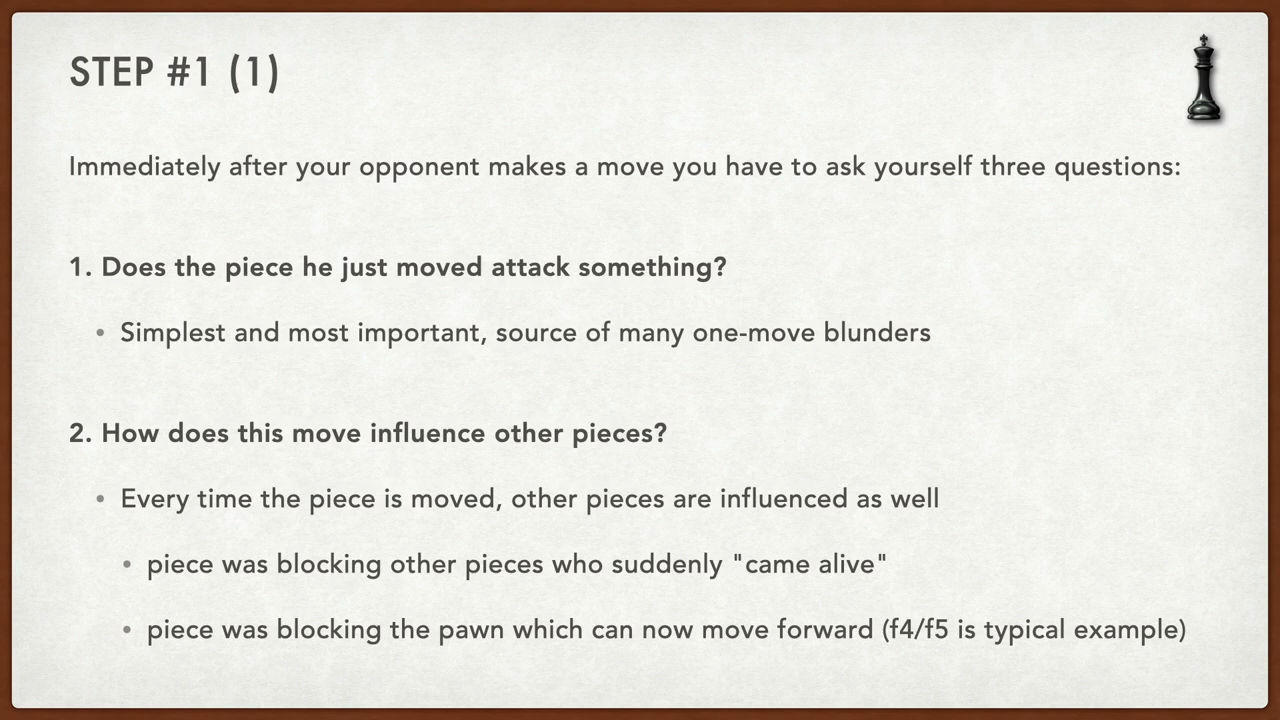 STEP #1 (1)
Immediately after your opponent makes a move you have to ask yourself three questions:
1. Does the piece he just moved attack something?
• Simplest and most important, source of many one-move blunders
2. How does this move influence other pieces?
• Every time the piece is moved, other pieces are influenced as well
• piece was blocking other pieces who suddenly "came alive"
• piece was blocking the pawn which can now move forward (f4/f5 is typical example)